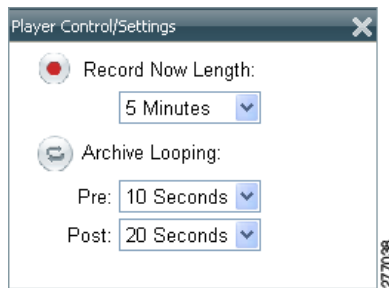 Player Control/Settings
Record Now Length:
5 Minutes
Archive Looping:
Pre: 10 Seconds
Post: 20 Seconds
277038